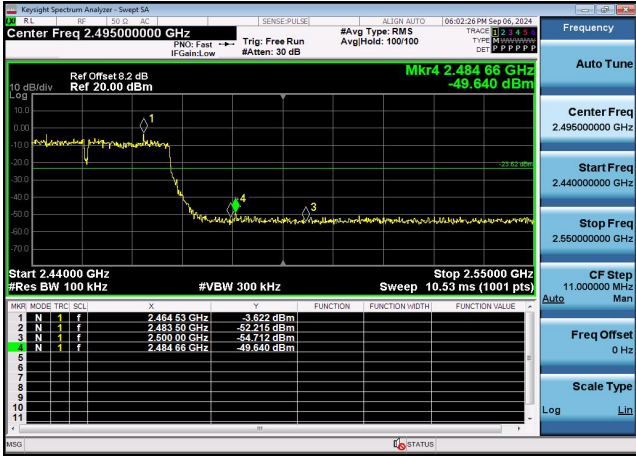 Keysight Spectrum Analyzer - Swept SA
RL RF 50 Ω AC SENSE:PULSE ALIGN AUTO 06:02:26 PM Sep 06, 2024
Center Freq 2.495000000 GHz
PNO: Fast
IFGain:Low
Trig: Free Run
#Atten: 30 dB
#Avg Type: RMS
Avg|Hold: 100/100
TRACE 1 2 3 4 5 6
TYPE M W W W W W
DET P P P P P P
Frequency
Auto Tune
Center Freq
2.495000000 GHz
Start Freq
2.440000000 GHz
Stop Freq
2.550000000 GHz
CF Step
11.000000 MHz
Auto Man
Freq Offset
0 Hz
Scale Type
Log Lin
Ref Offset 8.2 dB
10 dB/div Ref 20.00 dBm
Log
Mkr4 2.484 66 GHz
-49.640 dBm
10.0
0.00
-10.0
-20.0
-30.0
-40.0
-50.0
-60.0
-70.0
1
4
3
-23.62 dBm
Start 2.44000 GHz Stop 2.55000 GHz
#Res BW 100 kHz #VBW 300 kHz Sweep 10.53 ms (1001 pts)
MKR MODE TRC SCL X Y FUNCTION FUNCTION WIDTH FUNCTION VALUE
1 N 1 f 2.464 53 GHz -3.622 dBm
2 N 1 f 2.483 50 GHz -52.215 dBm
3 N 1 f 2.500 00 GHz -54.712 dBm
4 N 1 f 2.484 66 GHz -49.640 dBm
5
6
7
8
9
10
11
MSG STATUS